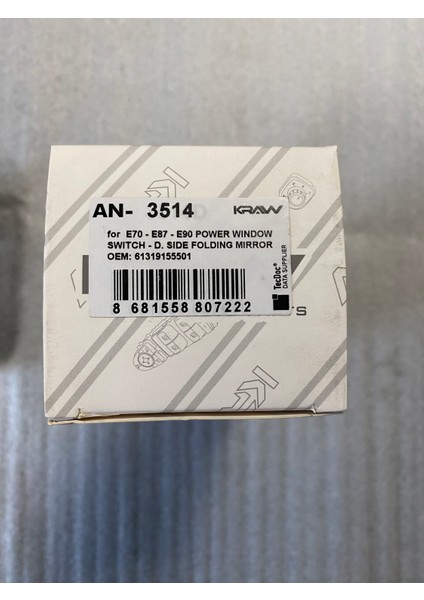 AN- 3514
KRAW
for E70 - E87 - E90 POWER WINDOW
SWITCH - D. SIDE FOLDING MIRROR
OEM: 61319155501
8 681558 807222
TecDoc®
DATA SUPPLIER